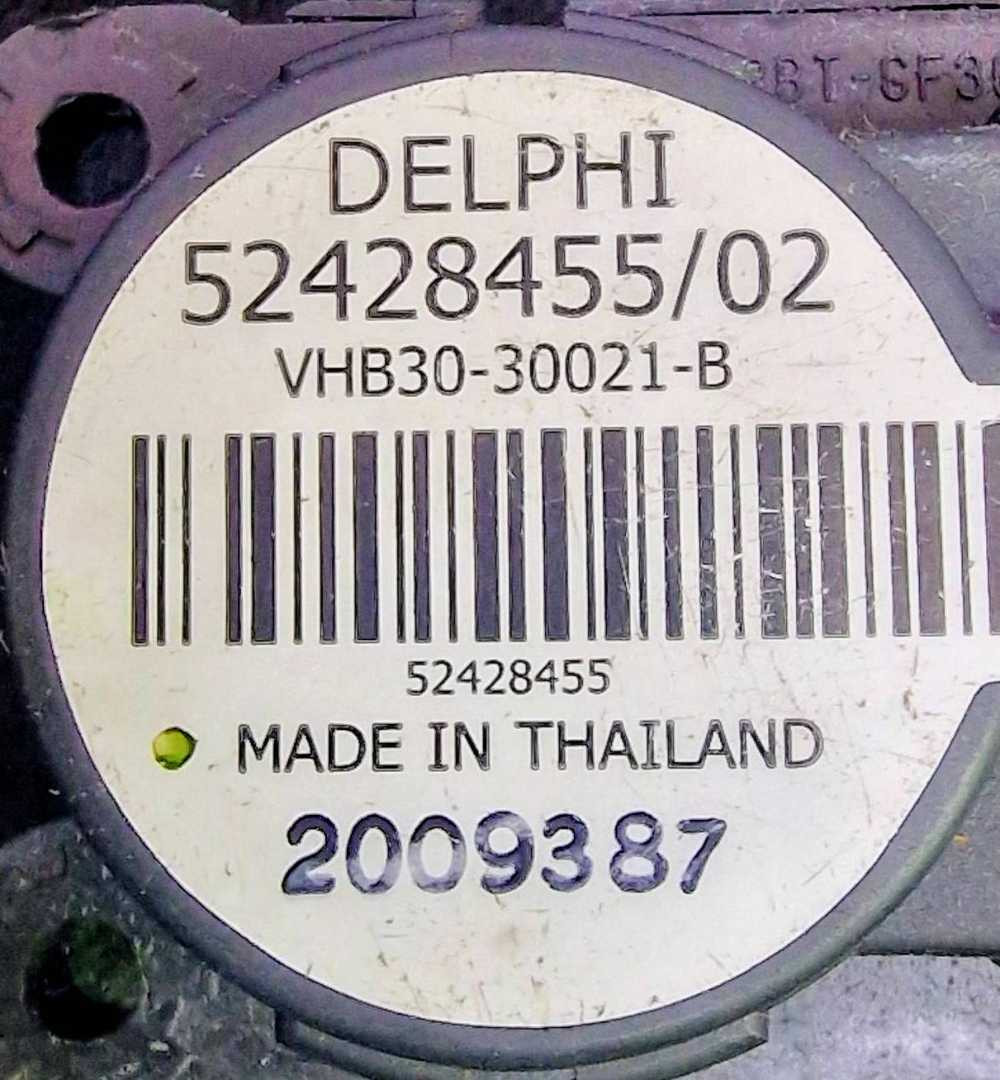 DELPHI
52428455/02
VHB30-30021-B
52428455
MADE IN THAILAND
2009387